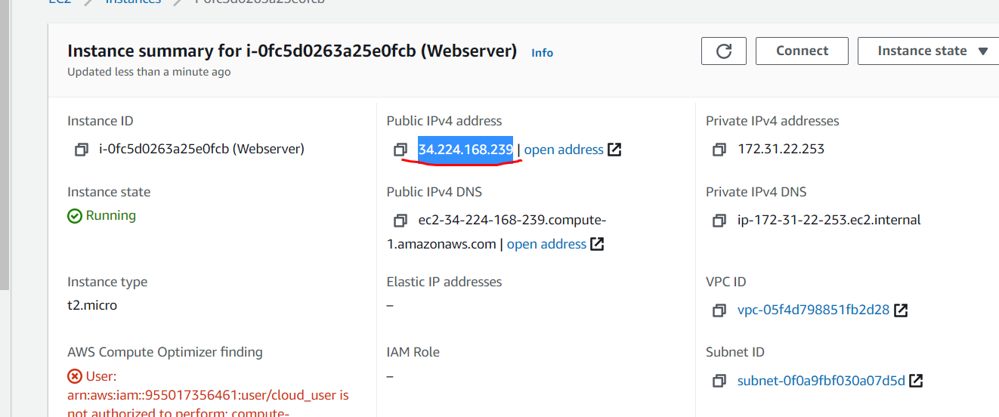 EC2 / Instances / i-0fc5d0263a25e0fcb
Instance summary for i-0fc5d0263a25e0fcb (Webserver) Info
Updated less than a minute ago
Connect
Instance state
Instance ID
i-0fc5d0263a25e0fcb (Webserver)
Public IPv4 address
34.224.168.239 | open address
Private IPv4 addresses
172.31.22.253
Instance state
Running
Public IPv4 DNS
ec2-34-224-168-239.compute-
1.amazonaws.com | open address
Private IPv4 DNS
ip-172-31-22-253.ec2.internal
Instance type
t2.micro
Elastic IP addresses
–
VPC ID
vpc-05f4d798851fb2d28
AWS Compute Optimizer finding
User:
arn:aws:iam::955017356461:user/cloud_user is
not authorized to perform: compute-
IAM Role
–
Subnet ID
subnet-0f0a9fbf030a07d5d